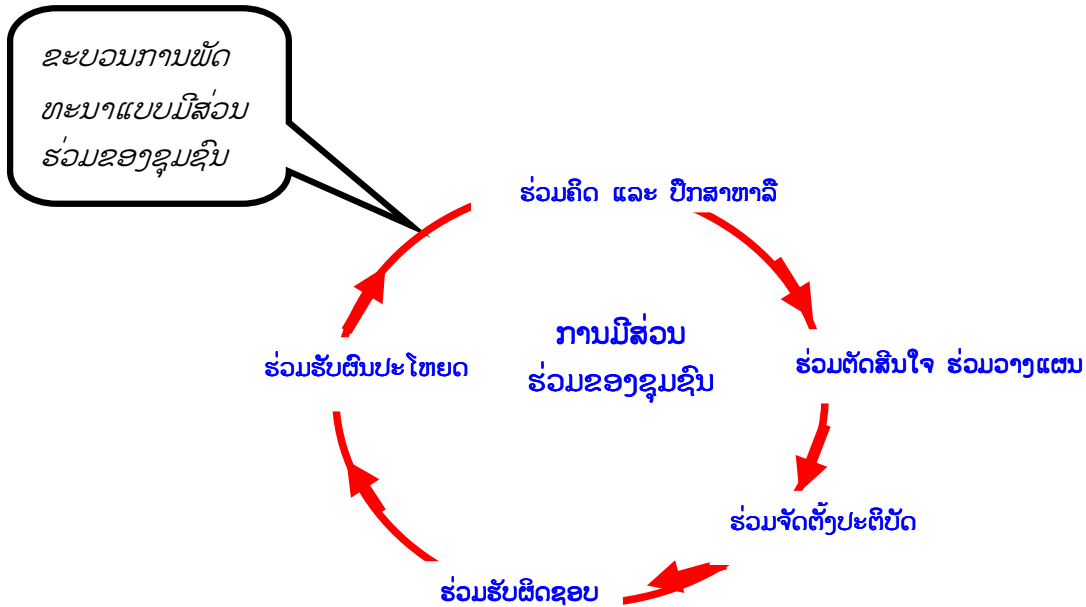 ຂະບວນການພັດ
ທະນາແບບມີສ່ວນ
ຮ່ວມຂອງຊຸມຊົນ
ຮ່ວມຄິດ ແລະ ປຶກສາຫາລື
ການມີສ່ວນ
ຮ່ວມຂອງຊຸມຊົນ
ຮ່ວມຮັບຜົນປະໂຫຍດ
ຮ່ວມຕັດສີນໃຈ ຮ່ວມວາງແຜນ
ຮ່ວມຈັດຕັ້ງປະຕິບັດ
ຮ່ວມຮັບຜິດຊອບ